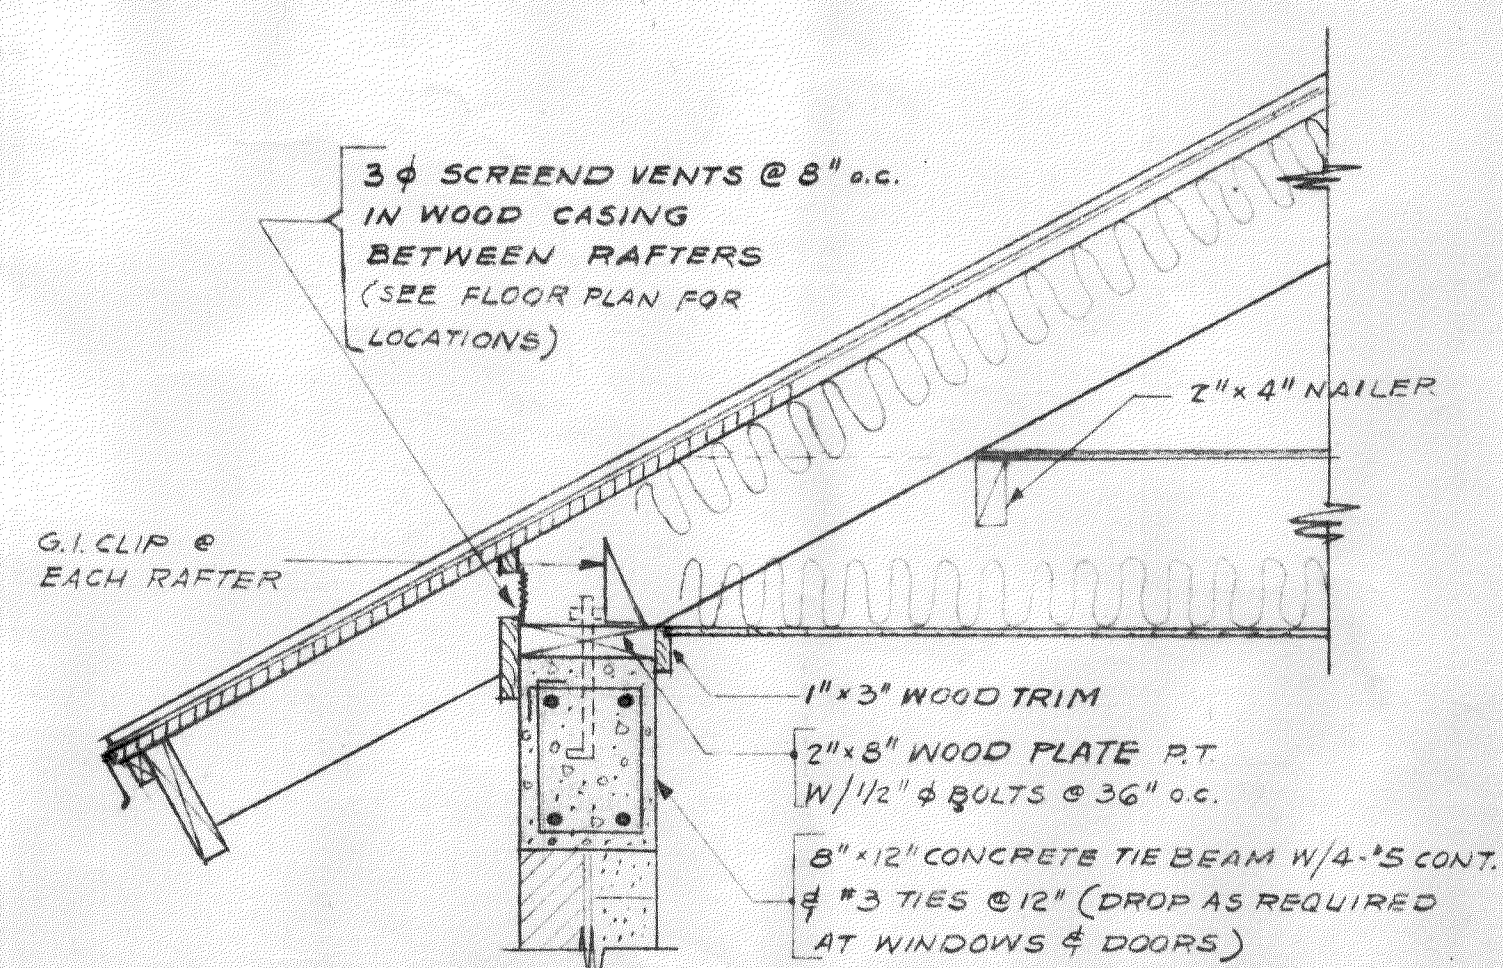 3 ϕ SCREEND VENTS @ 8" o.c.
IN WOOD CASING
BETWEEN RAFTERS
(SEE FLOOR PLAN FOR
LOCATIONS)
2" x 4" NAILER
G.I. CLIP @
EACH RAFTER
1" x 3" WOOD TRIM
2" x 8" WOOD PLATE P.T.
W/ 1/2" ϕ BOLTS @ 36" o.c.
8" x 12" CONCRETE TIE BEAM W/4- CONT.
& #3 TIES @ 12" (DROP AS REQUIRED
AT WINDOWS & DOORS)